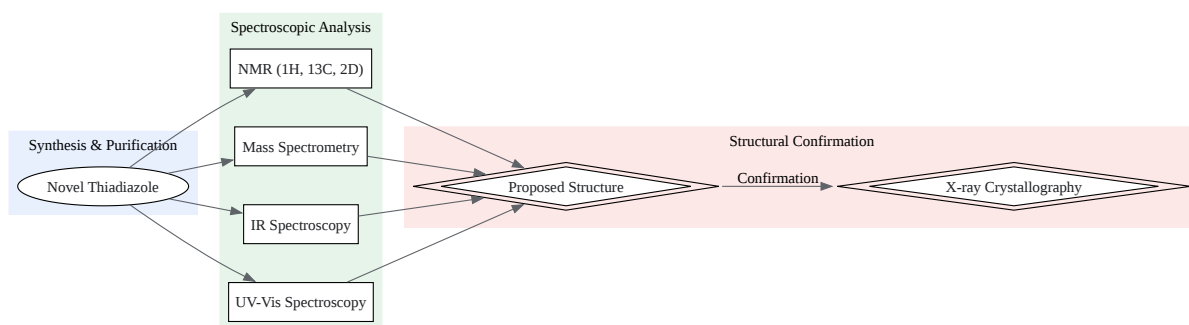 Synthesis & Purification
Novel Thiadiazole
Spectroscopic Analysis
NMR (1H, 13C, 2D)
Mass Spectrometry
IR Spectroscopy
UV-Vis Spectroscopy
Structural Confirmation
Proposed Structure
Confirmation
X-ray Crystallography